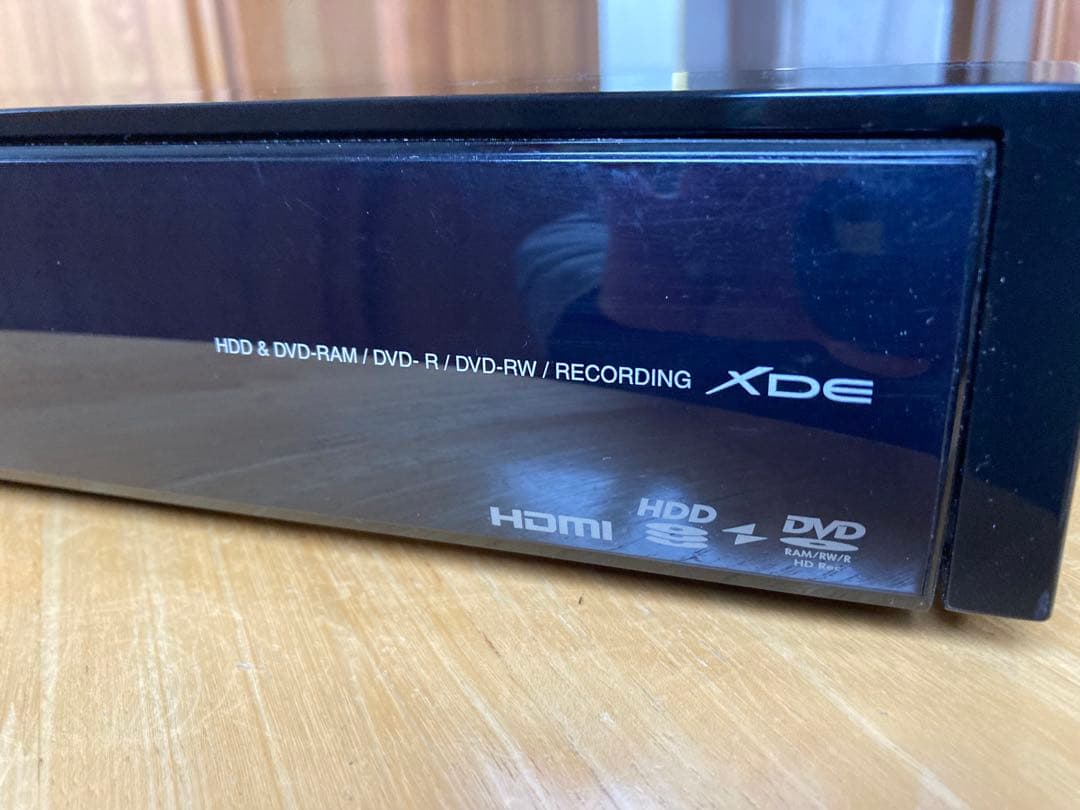 HDD & DVD-RAM / DVD- R / DVD-RW / RECORDING XDE
HDMI HDD DVD
RAM/RW/R
HD Rec